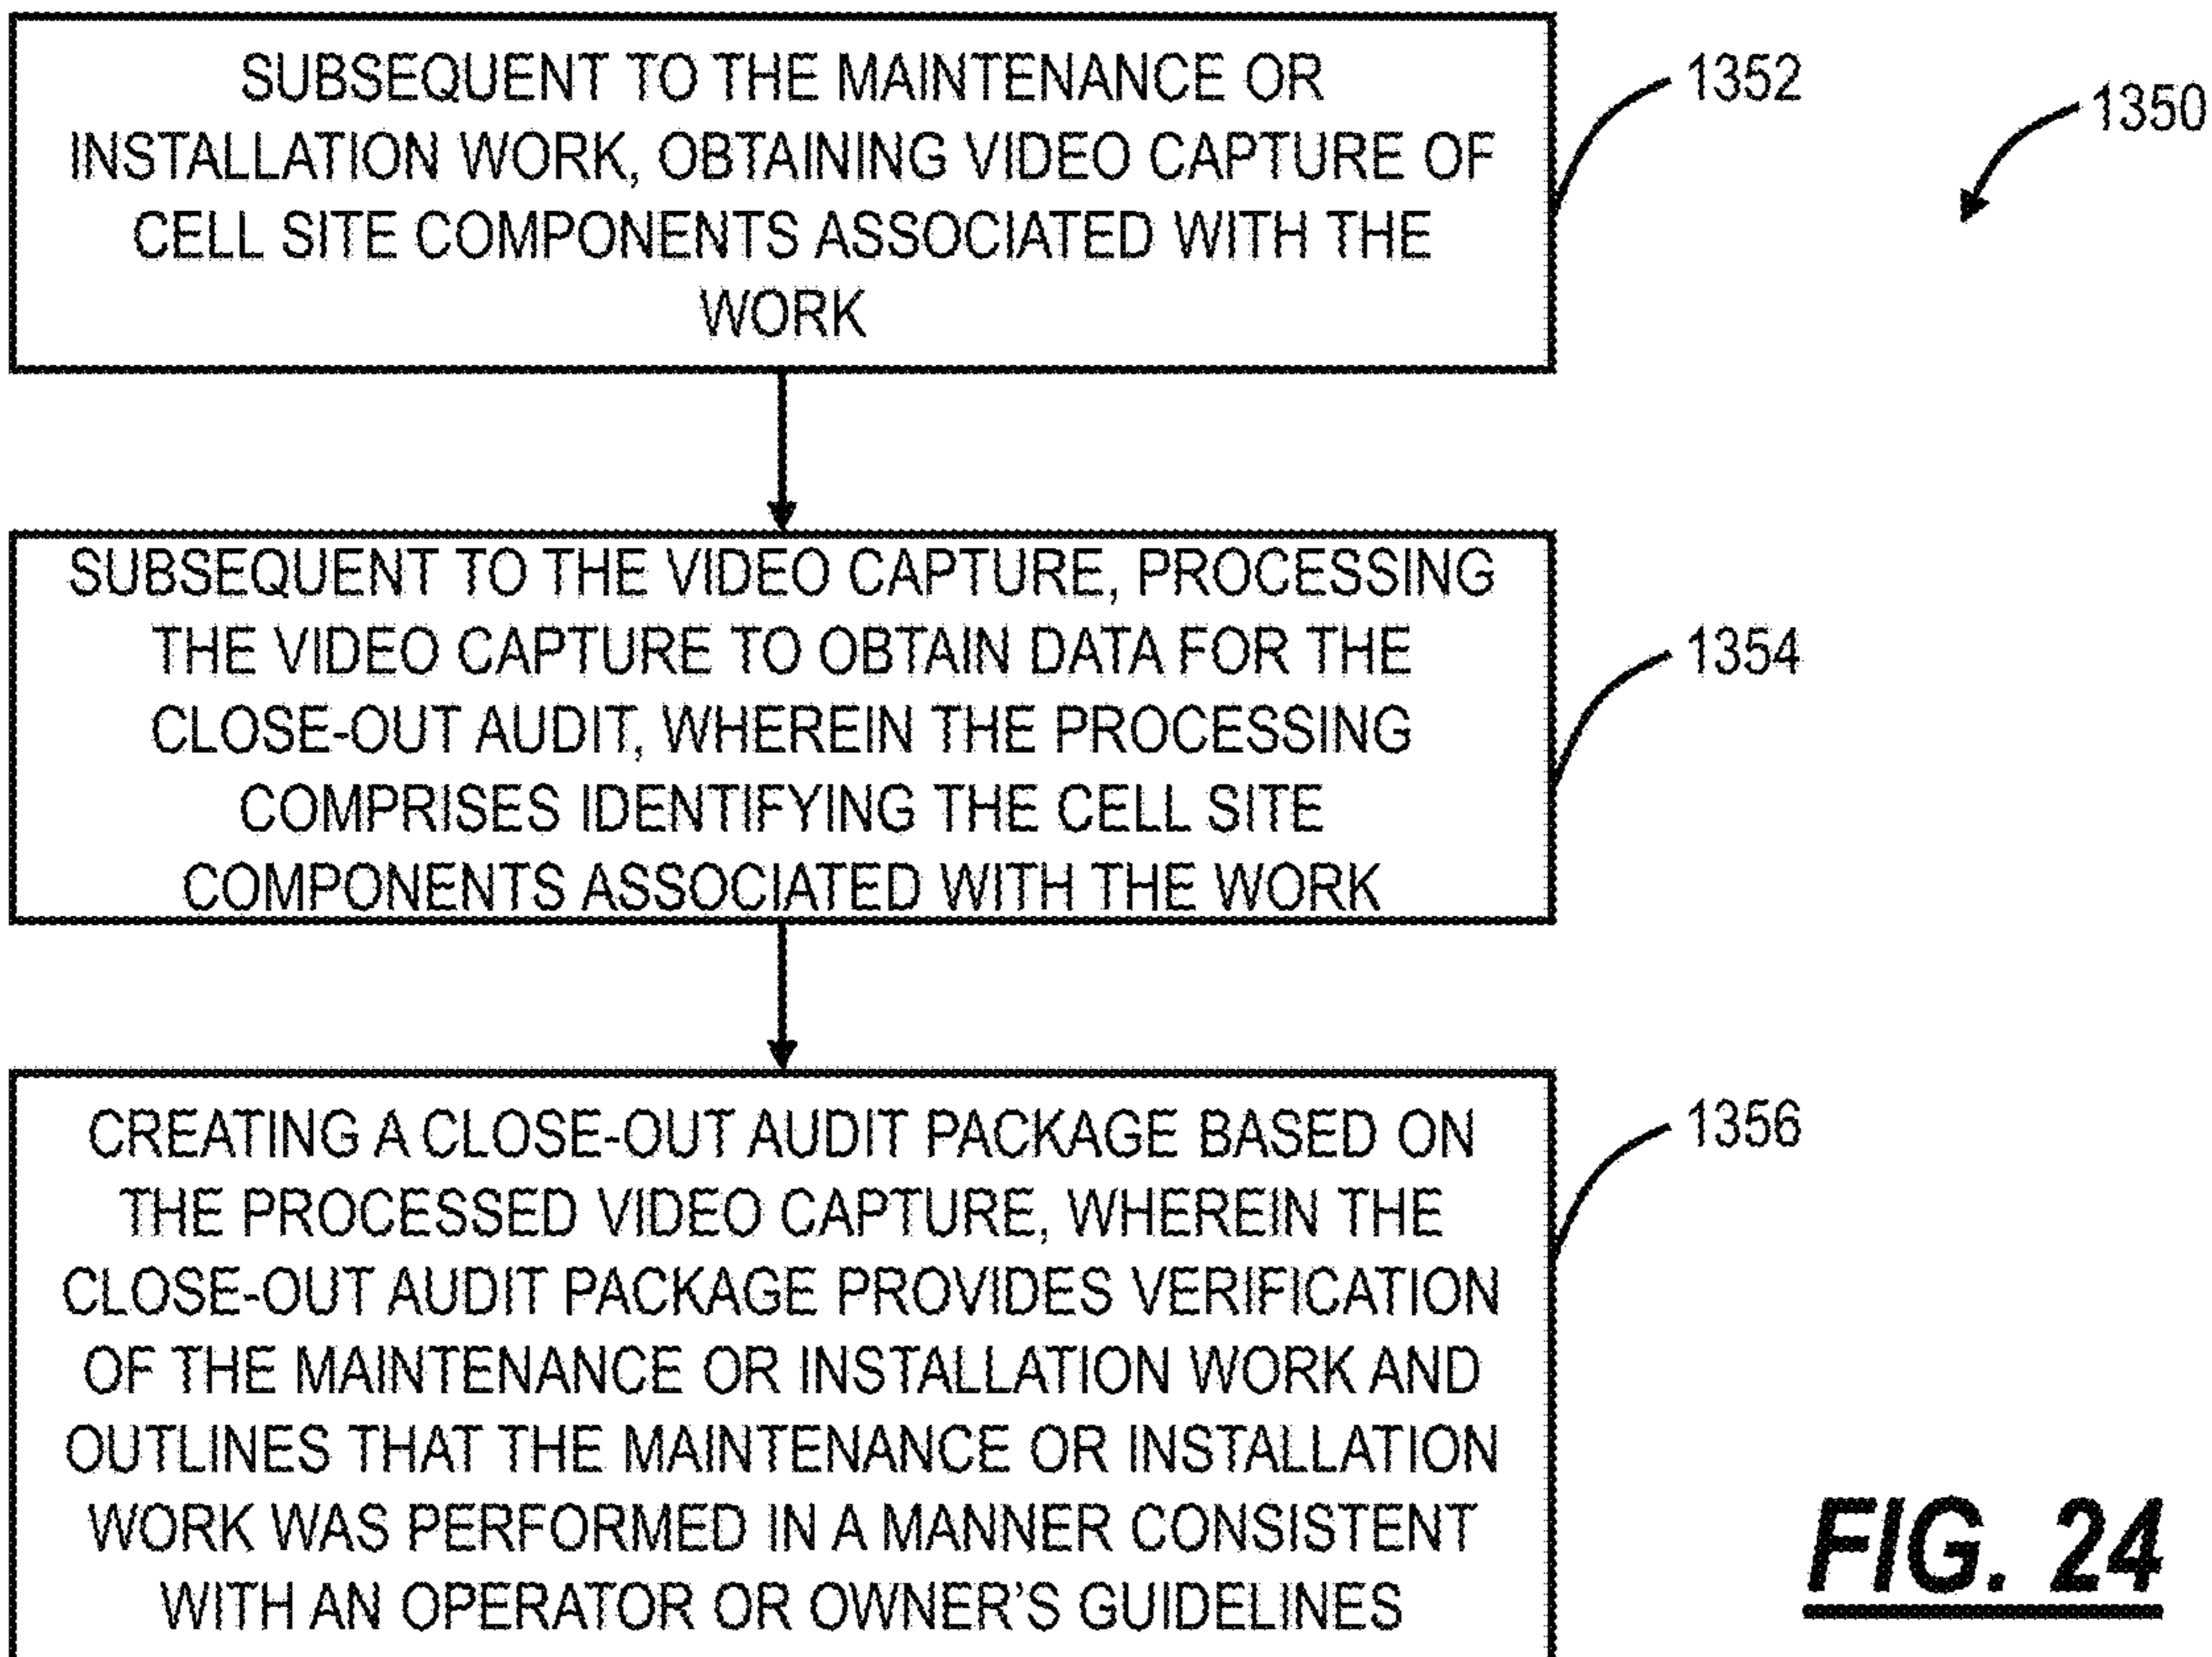 SUBSEQUENT TO THE MAINTENANCE OR
INSTALLATION WORK, OBTAINING VIDEO CAPTURE OF
CELL SITE COMPONENTS ASSOCIATED WITH THE
WORK
1352
1350
SUBSEQUENT TO THE VIDEO CAPTURE, PROCESSING
THE VIDEO CAPTURE TO OBTAIN DATA FOR THE
CLOSE-OUT AUDIT, WHEREIN THE PROCESSING
COMPRISES IDENTIFYING THE CELL SITE
COMPONENTS ASSOCIATED WITH THE WORK
1354
CREATING A CLOSE-OUT AUDIT PACKAGE BASED ON
THE PROCESSED VIDEO CAPTURE, WHEREIN THE
CLOSE-OUT AUDIT PACKAGE PROVIDES VERIFICATION
OF THE MAINTENANCE OR INSTALLATION WORK AND
OUTLINES THAT THE MAINTENANCE OR INSTALLATION
WORK WAS PERFORMED IN A MANNER CONSISTENT
WITH AN OPERATOR OR OWNER'S GUIDELINES
1356
FIG. 24